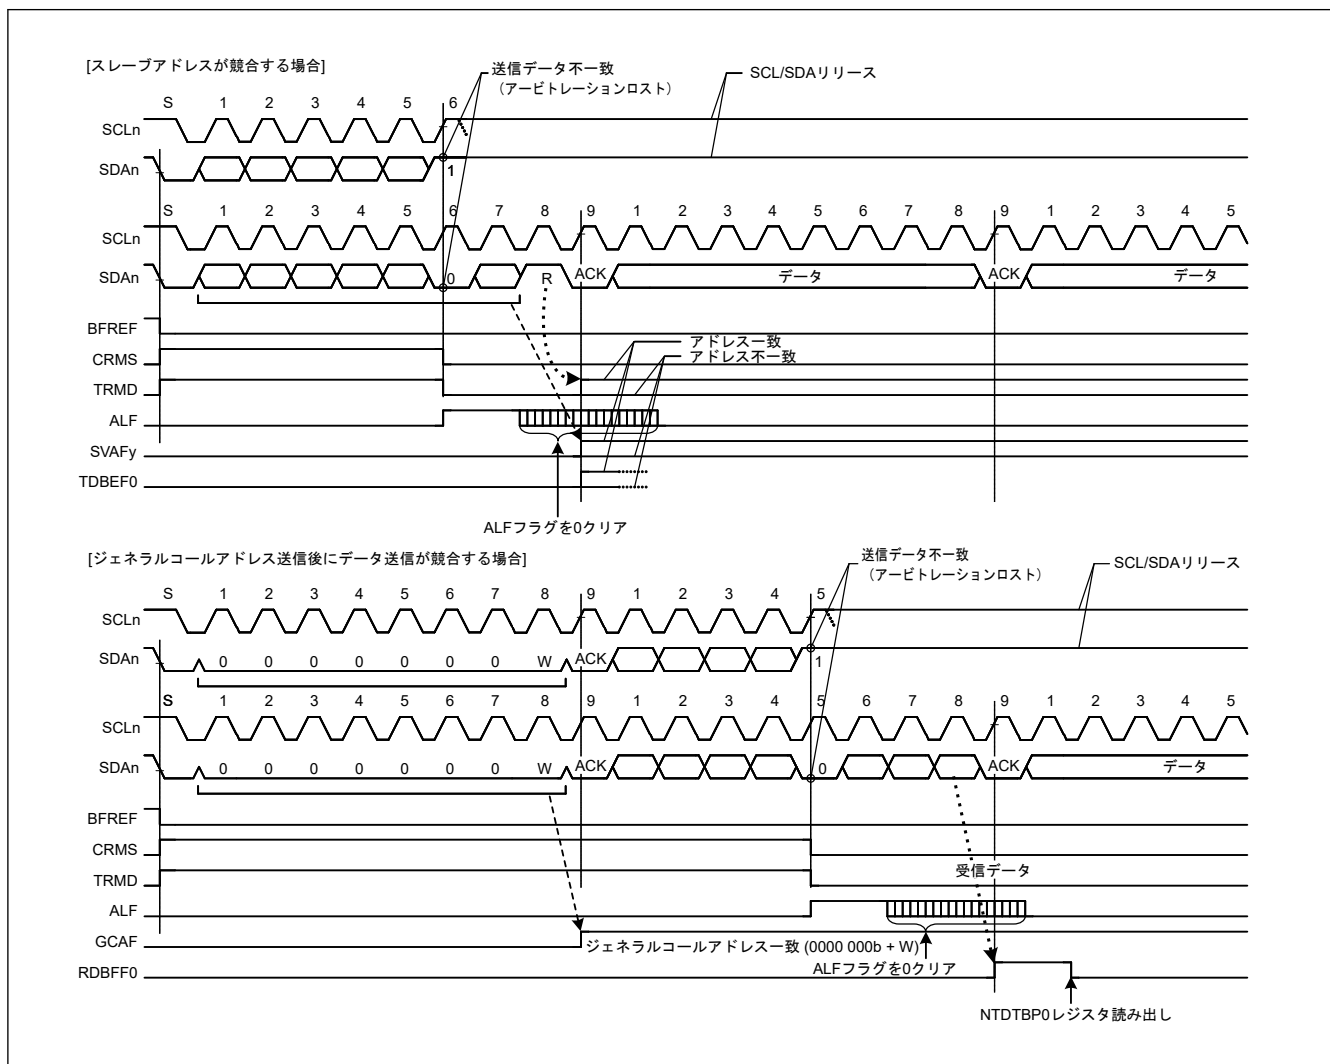 [スレーブアドレスが競合する場合]
送信データ不一致
（アービトレーションロスト）
SCL/SDAリリース
S 1 2 3 4 5 6
SCLn
SDAn
1
S 1 2 3 4 5 6 7 8 9 1 2 3 4 5 6 7 8 9 1 2 3 4 5
SCLn
SDAn
0 R ACK データ ACK データ
BFREF
CRMS
アドレス一致
アドレス不一致
TRMD
ALF
SVAFy
TDBEF0
ALFフラグを0クリア
[ジェネラルコールアドレス送信後にデータ送信が競合する場合]
送信データ不一致
（アービトレーションロスト）
SCL/SDAリリース
S 1 2 3 4 5 6 7 8 9 1 2 3 4 5
SCLn
SDAn
0 0 0 0 0 0 0 W ACK 1
S 1 2 3 4 5 6 7 8 9 1 2 3 4 5 6 7 8 9 1 2 3 4 5
SCLn
SDAn
0 0 0 0 0 0 0 W ACK 0 ACK データ
BFREF
CRMS
TRMD
受信データ
ALF
GCAF
ジェネラルコールアドレス一致 (0000 000b + W)
ALFフラグを0クリア
RDBFF0
NTDTBP0レジスタ読み出し